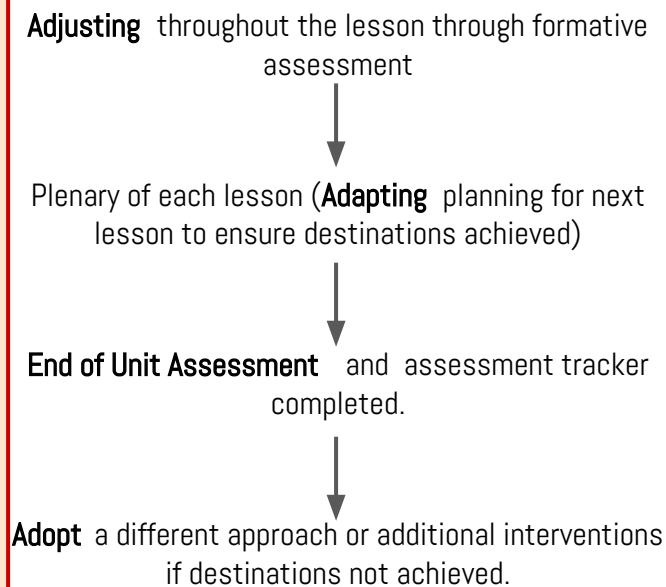 Adjusting throughout the lesson through formative
assessment
Plenary of each lesson (Adapting planning for next
lesson to ensure destinations achieved)
End of Unit Assessment and assessment tracker
completed.
Adopt a different approach or additional interventions
if destinations not achieved.